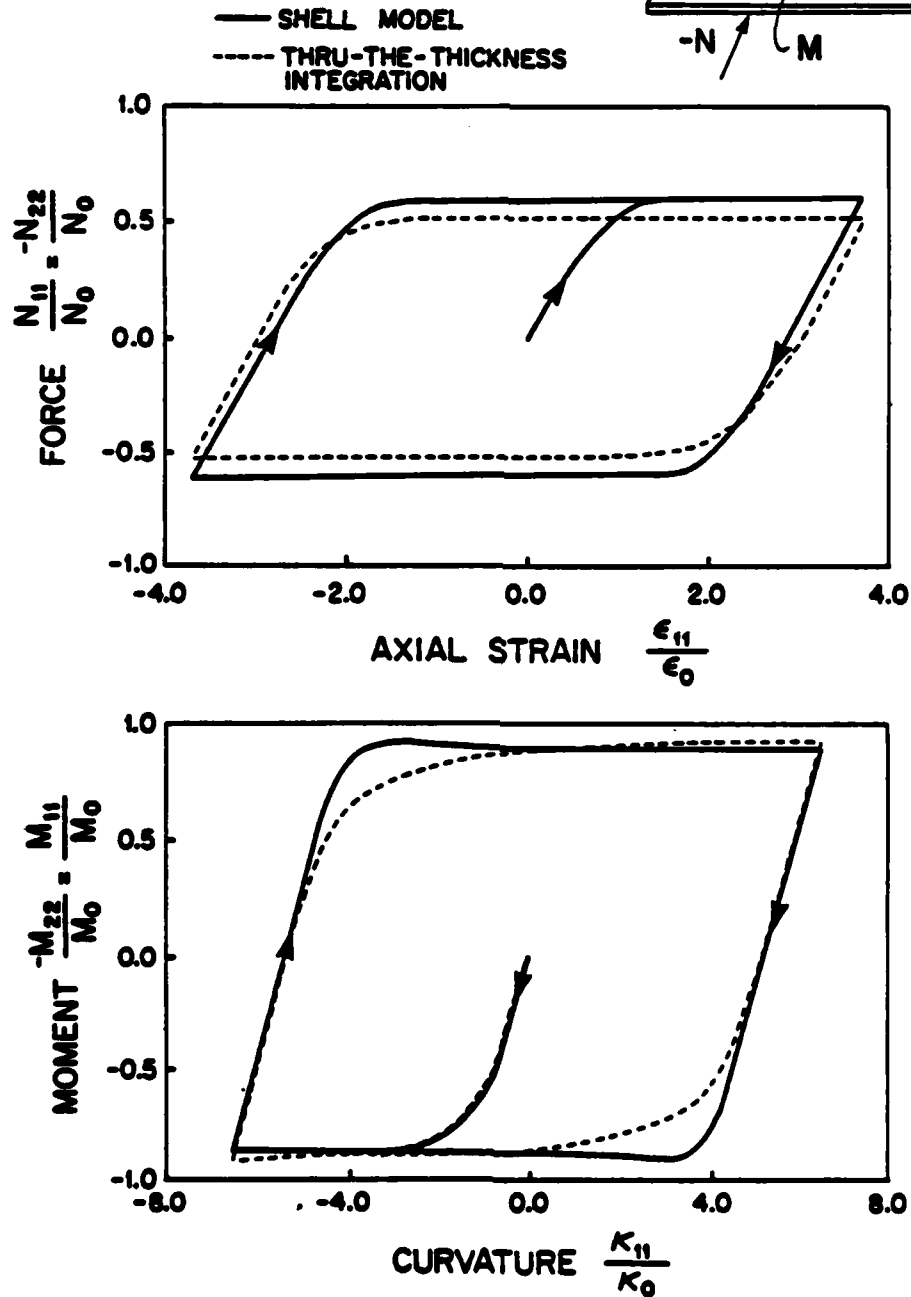 SHELL MODEL
THRU-THE-THICKNESS
INTEGRATION
-N
M
FORCE N₁₁/N₀ = -N₂₂/N₀
1.0
0.5
0.0
-0.5
-1.0
-4.0 -2.0 0.0 2.0 4.0
AXIAL STRAIN ϵ₁₁/ϵ₀
MOMENT -M₂₂/M₀ = M₁₁/M₀
1.0
0.5
0.0
-0.5
-1.0
-8.0 -4.0 0.0 4.0 8.0
CURVATURE K₁₁/K₀